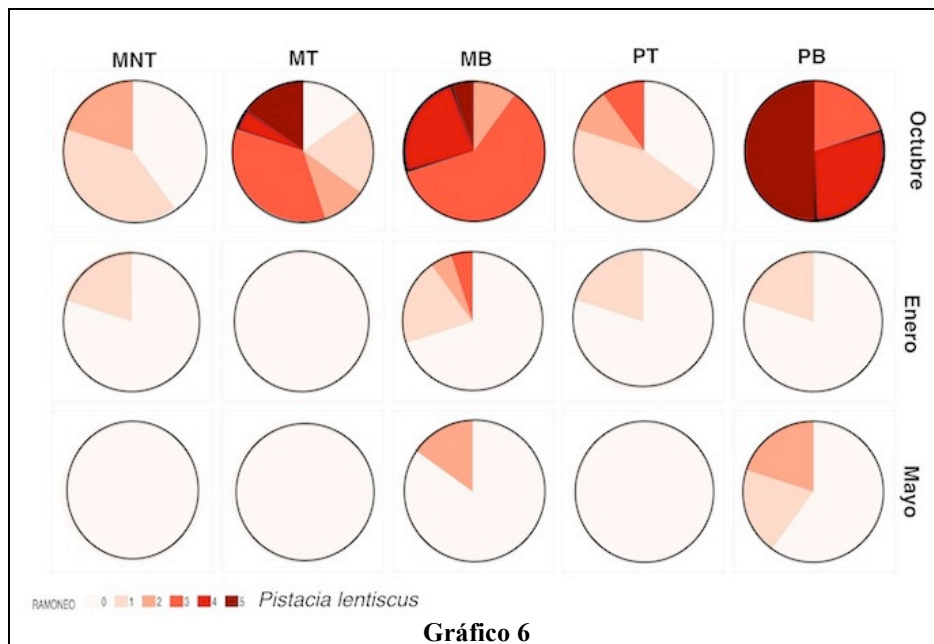 MNT MT MB PT PB
Octubre
Enero
Mayo
RAMONEO 0 1 2 3 4 5 Pistacia lentiscus
Gráfico 6